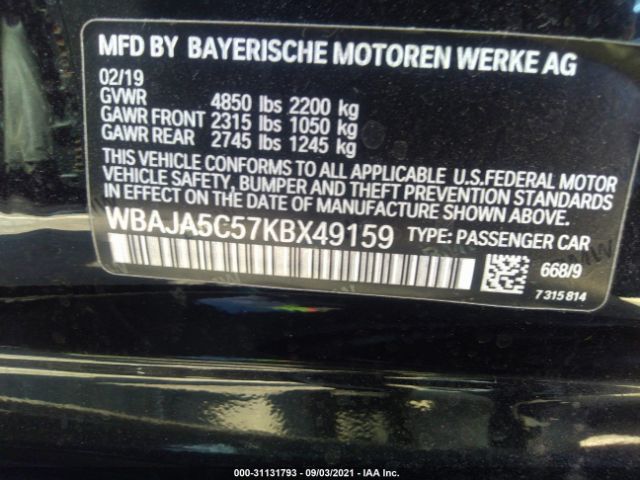 MFD BY BAYERISCHE MOTOREN WERKE AG
02/19
GVWR 4850 lbs 2200 kg
GAWR FRONT 2315 lbs 1050 kg
GAWR REAR 2745 lbs 1245 kg
THIS VEHICLE CONFORMS TO ALL APPLICABLE U.S.FEDERAL MOTOR
VEHICLE SAFETY, BUMPER AND THEFT PREVENTION STANDARDS
IN EFFECT ON THE DATE OF MANUFACTURE SHOWN ABOVE.
WBAJA5C57KBX49159 TYPE: PASSENGER CAR
668/9
7 315 814
000-31131793 - 09/03/2021 - IAA Inc.